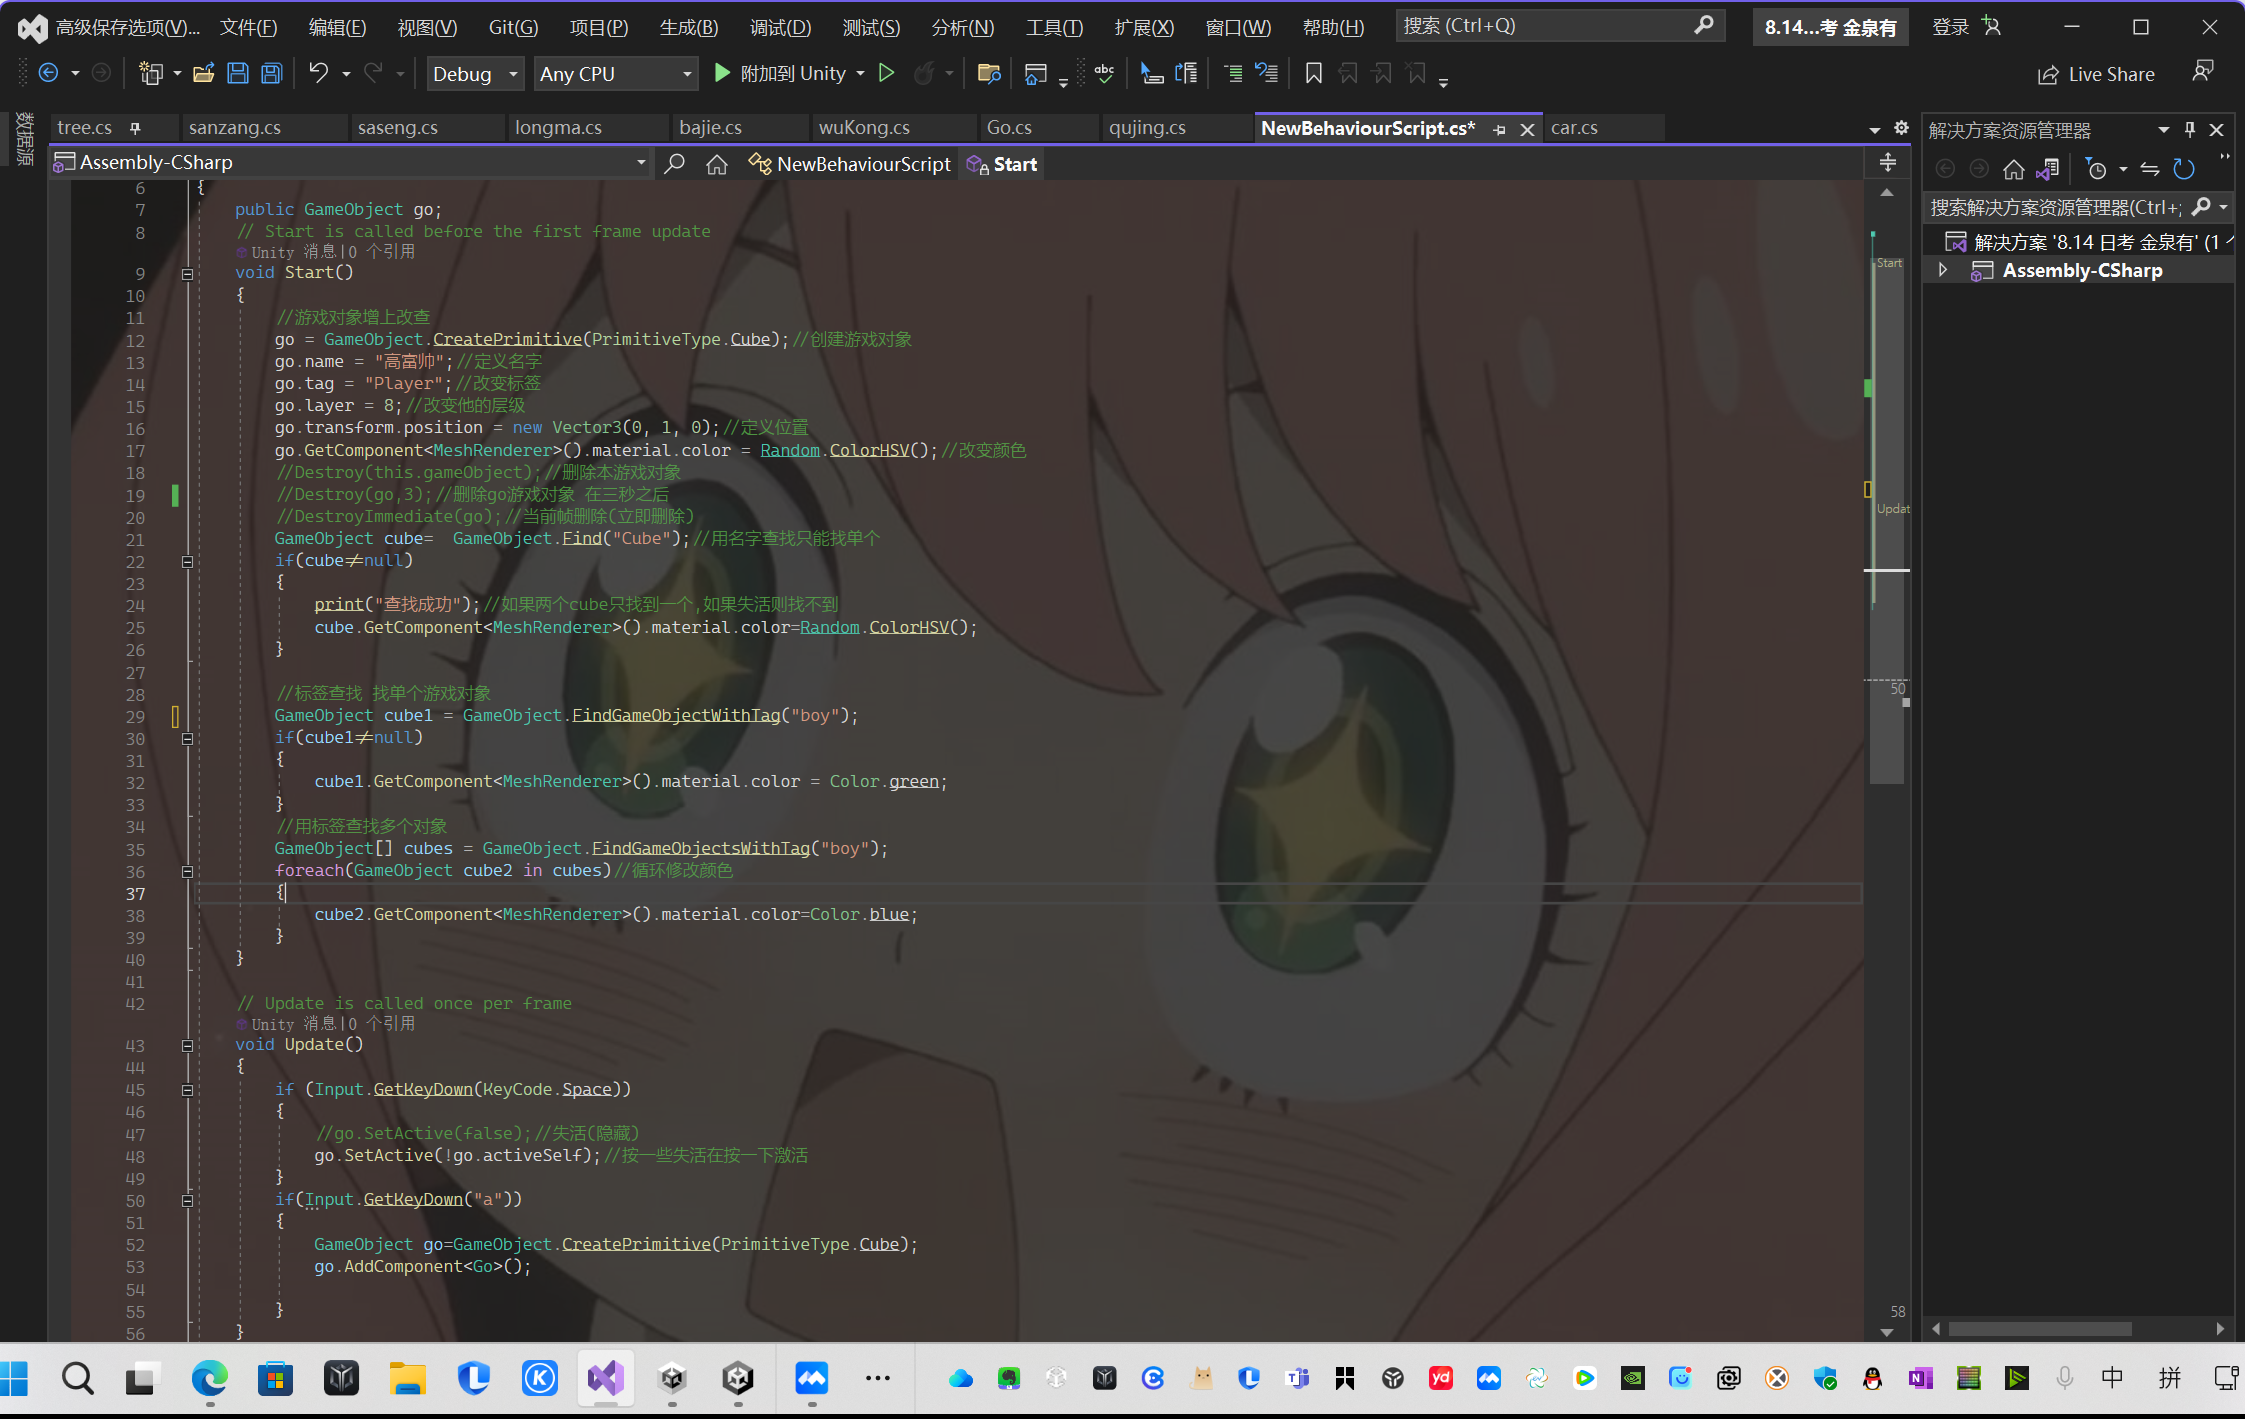 高级保存选项(V)... 文件(F) 编辑(E) 视图(V) Git(G) 项目(P) 生成(B) 调试(D) 测试(S) 分析(N) 工具(T) 扩展(X) 窗口(W) 帮助(H) 搜索 (Ctrl+Q) 8.14...考 金泉有 登录
Debug Any CPU 附加到 Unity abc Live Share
数据源
tree.cs sanzang.cs saseng.cs longma.cs bajie.cs wuKong.cs Go.cs qujing.cs NewBehaviourScript.cs* car.cs
Assembly-CSharp NewBehaviourScript Start
6 {
7 public GameObject go;
8 // Start is called before the first frame update
Unity 消息|0 个引用
9 void Start()
10 {
11 //游戏对象增上改查
12 go = GameObject.CreatePrimitive(PrimitiveType.Cube);//创建游戏对象
13 go.name = "高富帅";//定义名字
14 go.tag = "Player";//改变标签
15 go.layer = 8;//改变他的层级
16 go.transform.position = new Vector3(0, 1, 0);//定义位置
17 go.GetComponent<MeshRenderer>().material.color = Random.ColorHSV();//改变颜色
18 //Destroy(this.gameObject);//删除本游戏对象
19 //Destroy(go,3);//删除go游戏对象 在三秒之后
20 //DestroyImmediate(go);//当前帧删除(立即删除)
21 GameObject cube=  GameObject.Find("Cube");//用名字查找只能找单个
22 if(cube≠null)
23 {
24 print("查找成功");//如果两个cube只找到一个,如果失活则找不到
25 cube.GetComponent<MeshRenderer>().material.color=Random.ColorHSV();
26 }
27
28 //标签查找 找单个游戏对象
29 GameObject cube1 = GameObject.FindGameObjectWithTag("boy");
30 if(cube1≠null)
31 {
32 cube1.GetComponent<MeshRenderer>().material.color = Color.green;
33 }
34 //用标签查找多个对象
35 GameObject[] cubes = GameObject.FindGameObjectsWithTag("boy");
36 foreach(GameObject cube2 in cubes)//循环修改颜色
37 {
38 cube2.GetComponent<MeshRenderer>().material.color=Color.blue;
39 }
40 }
41
42 // Update is called once per frame
Unity 消息|0 个引用
43 void Update()
44 {
45 if (Input.GetKeyDown(KeyCode.Space))
46 {
47 //go.SetActive(false);//失活(隐藏)
48 go.SetActive(!go.activeSelf);//按一些失活在按一下激活
49 }
50 if(Input.GetKeyDown("a"))
51 {
52 GameObject go=GameObject.CreatePrimitive(PrimitiveType.Cube);
53 go.AddComponent<Go>();
54
55 }
56 }
Start
Updat
50
58
解决方案资源管理器
搜索解决方案资源管理器(Ctrl+;
解决方案 '8.14 日考 金泉有' (1 个
Assembly-CSharp
yd 中 拼